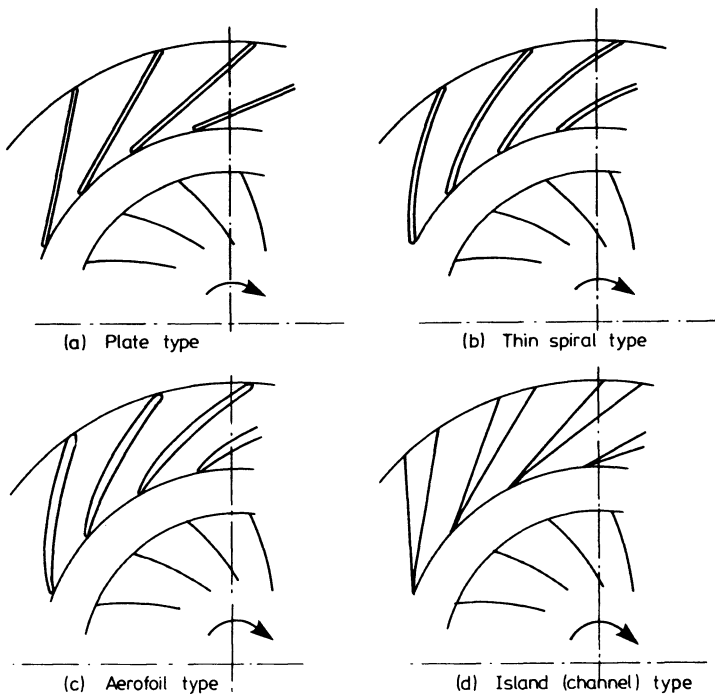 (a) Plate type
(b) Thin spiral type
(c) Aerofoil type
(d) Island (channel) type